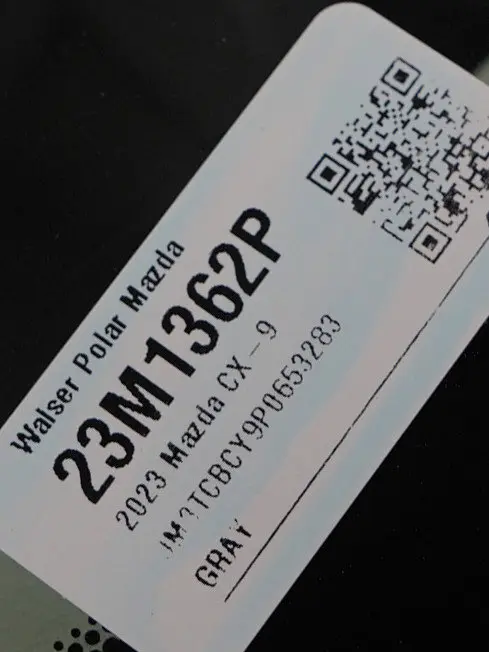 Walser Polar Mazda
23M1362P
2023 Mazda CX-9
JM3TCBCY9P0653283
GRAY